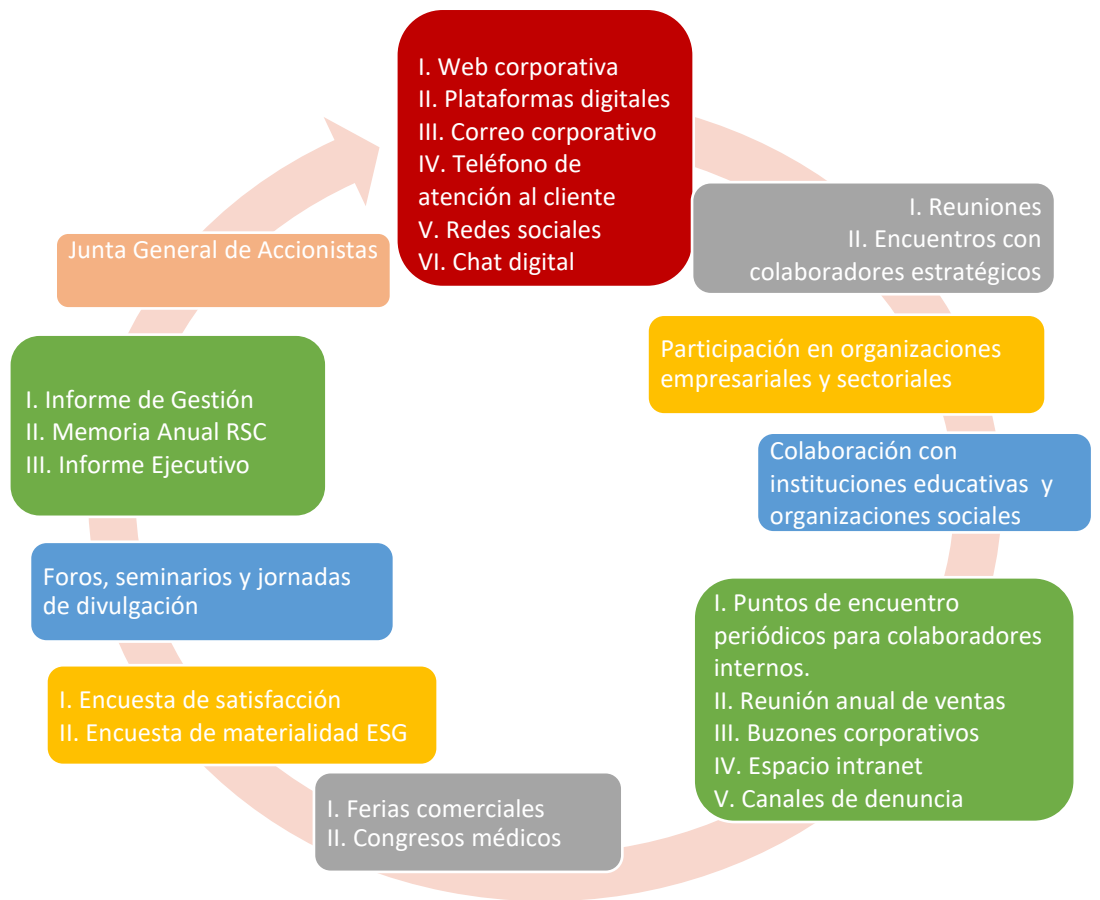 I. Web corporativa
II. Plataformas digitales
III. Correo corporativo
IV. Teléfono de
atención al cliente
V. Redes sociales
VI. Chat digital
I. Reuniones
II. Encuentros con
colaboradores estratégicos
Participación en organizaciones
empresariales y sectoriales
Colaboración con
instituciones educativas y
organizaciones sociales
I. Puntos de encuentro
periódicos para colaboradores
internos.
II. Reunión anual de ventas
III. Buzones corporativos
IV. Espacio intranet
V. Canales de denuncia
I. Ferias comerciales
II. Congresos médicos
I. Encuesta de satisfacción
II. Encuesta de materialidad ESG
Foros, seminarios y jornadas
de divulgación
I. Informe de Gestión
II. Memoria Anual RSC
III. Informe Ejecutivo
Junta General de Accionistas